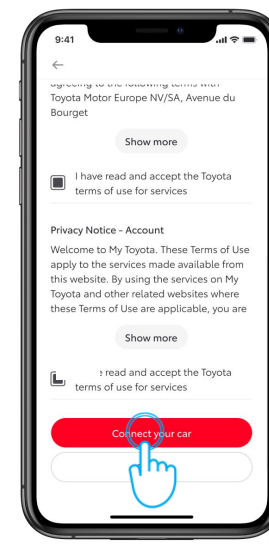 9:41
agreeing to the following terms with
Toyota Motor Europe NV/SA, Avenue du
Bourget
Show more
I have read and accept the Toyota
terms of use for services
Privacy Notice - Account
Welcome to My Toyota. These Terms of Use
apply to the services made available from
this website. By using the services on My
Toyota and other related websites where
these Terms of Use are applicable, you are
Show more
read and accept the Toyota
terms of use for services
Connect your car